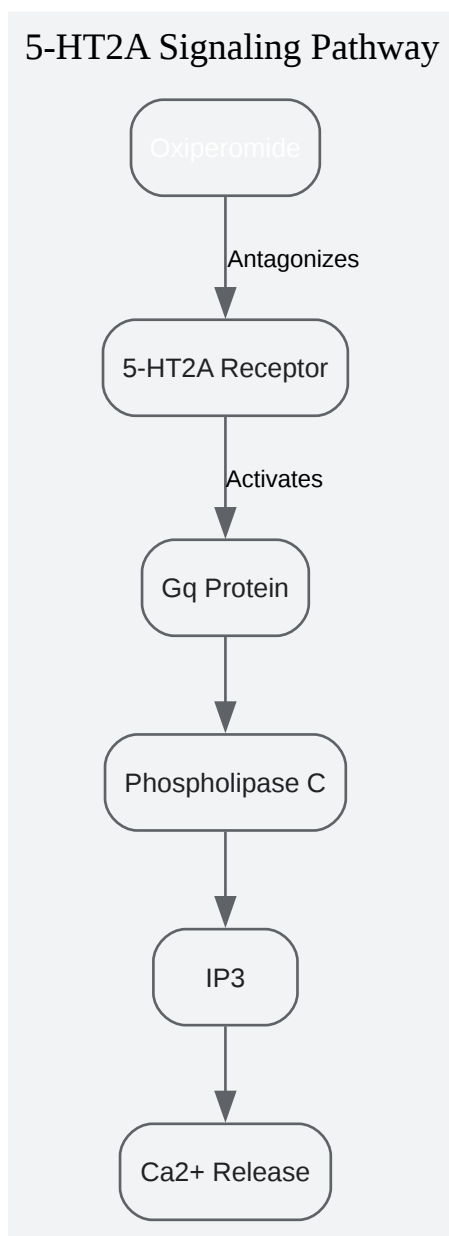 5-HT2A Signaling Pathway
Oxiperomide
Antagonizes
5-HT2A Receptor
Activates
Gq Protein
Phospholipase C
IP3
Ca2+ Release